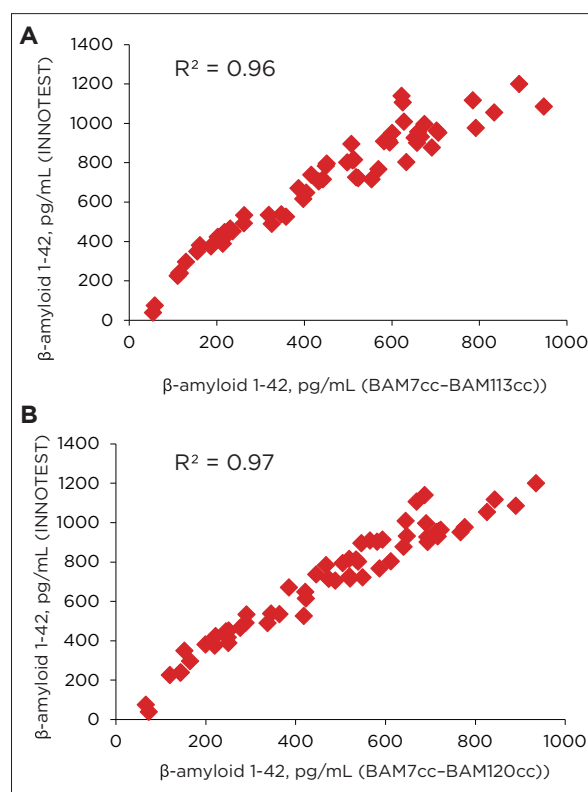 A
R² = 0.96
β-amyloid 1-42, pg/mL (INNOTEST)
1400
1200
1000
800
600
400
200
0
0 200 400 600 800 1000
β-amyloid 1-42, pg/mL (BAM7cc–BAM113cc))
B
R² = 0.97
β-amyloid 1-42, pg/mL (INNOTEST)
1400
1200
1000
800
600
400
200
0
0 200 400 600 800 1000
β-amyloid 1-42, pg/mL (BAM7cc–BAM120cc))